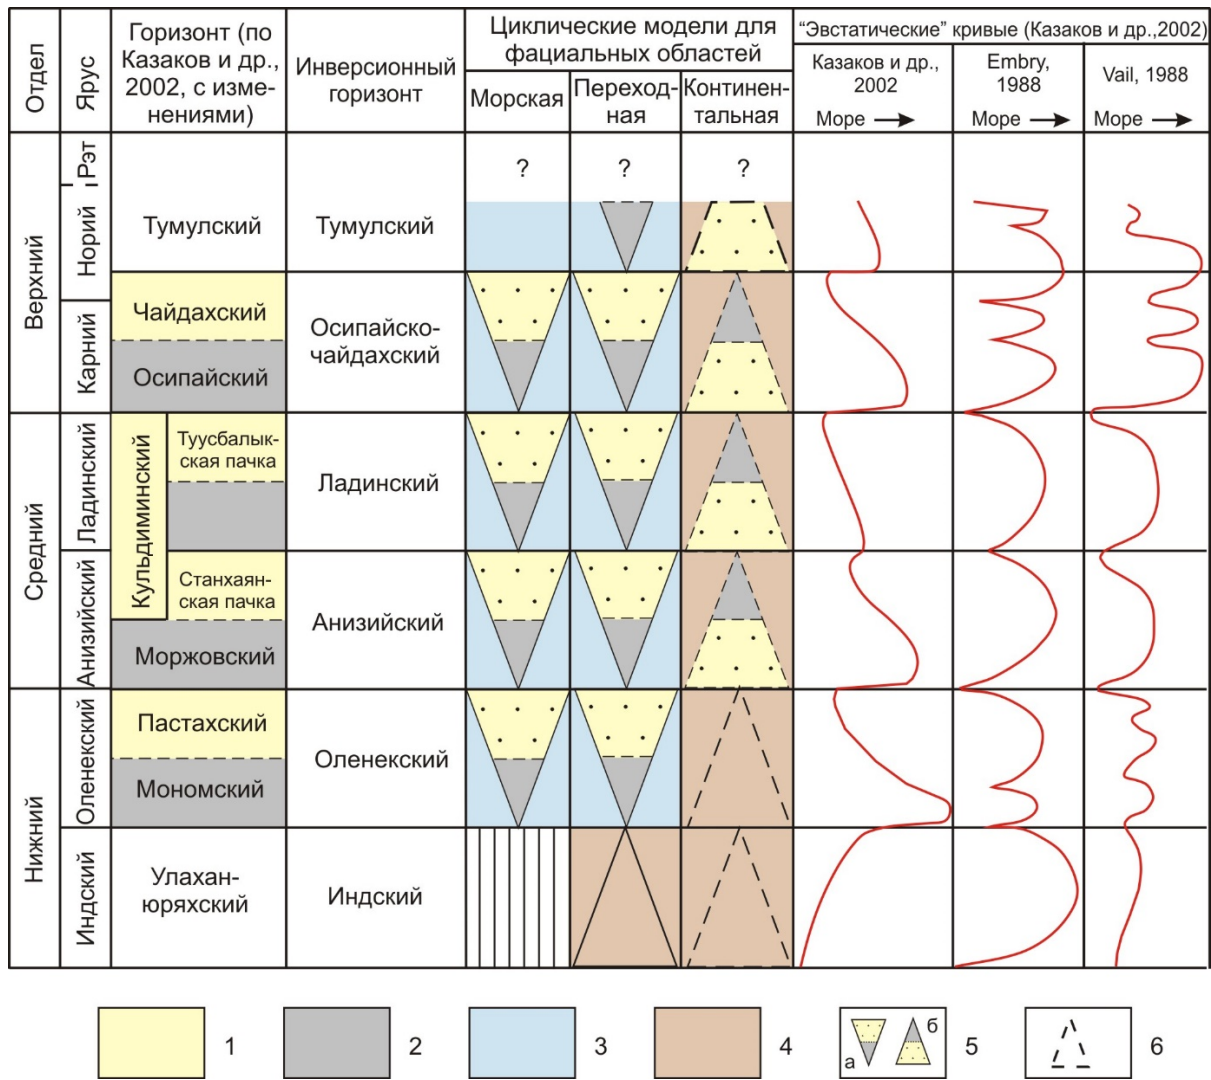 Отдел
Ярус
Горизонт (по
Казаков и др.,
2002, с изме-
нениями)
Инверсионный
горизонт
Циклические модели для
фациальных областей
Морская
Переход-
ная
Континен-
тальная
“Эвстатические” кривые (Казаков и др.,2002)
Казаков и др.,
2002
Море
Embry,
1988
Море
Vail, 1988
Море
Верхний
Рэт
Норий
Карний
Тумулский
Тумулский
?
?
?
Чайдахский
Осипайский
Осипайско-
чайдахский
Средний
Ладинский
Анизийский
Кульдиминский
Туусбалык-
ская пачка
Ладинский
Станхаян-
ская пачка
Моржовский
Анизийский
Нижний
Оленекский
Индский
Пастахский
Мономский
Оленекский
Улахан-
юряхский
Индский
1
2
3
4
а
б
5
6